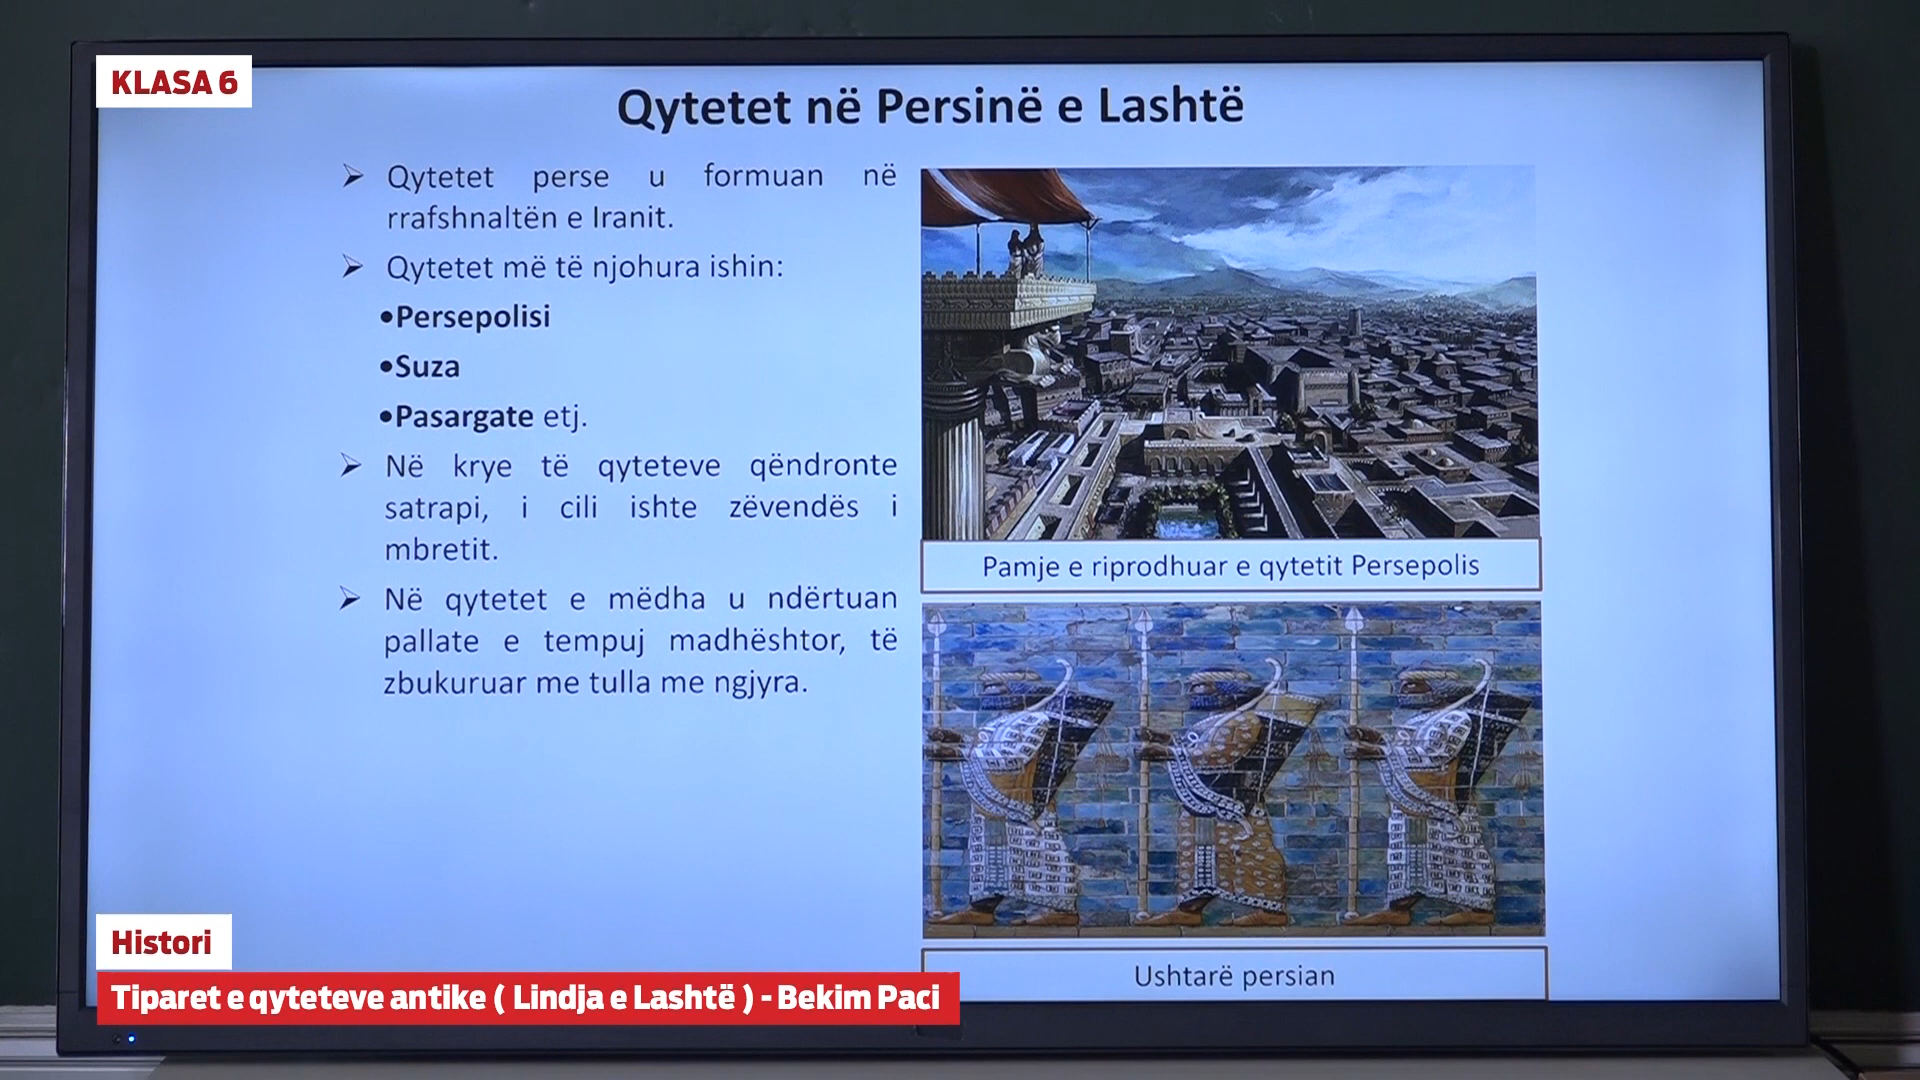 KLASA 6
Qytetet në Persinë e Lashtë
➢ Qytetet perse u formuan në
rrafshnaltën e Iranit.
➢ Qytetet më të njohura ishin:
•Persepolisi
•Suza
•Pasargate etj.
➢ Në krye të qyteteve qëndronte
satrapi, i cili ishte zëvendës i
mbretit.
➢ Në qytetet e mëdha u ndërtuan
pallate e tempuj madhështor, të
zbukuruar me tulla me ngjyra.
Pamje e riprodhuar e qytetit Persepolis
Ushtarë persian
Histori
Tiparet e qyteteve antike ( Lindja e Lashtë ) - Bekim Paci